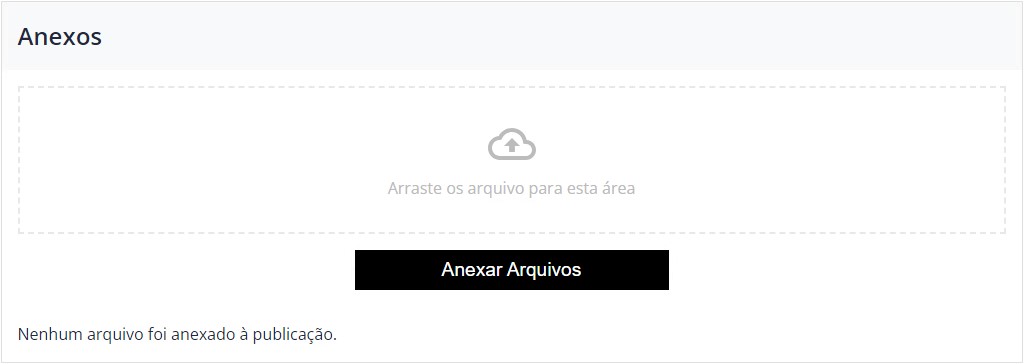 Anexos
Arraste os arquivo para esta área
Anexar Arquivos
Nenhum arquivo foi anexado à publicação.